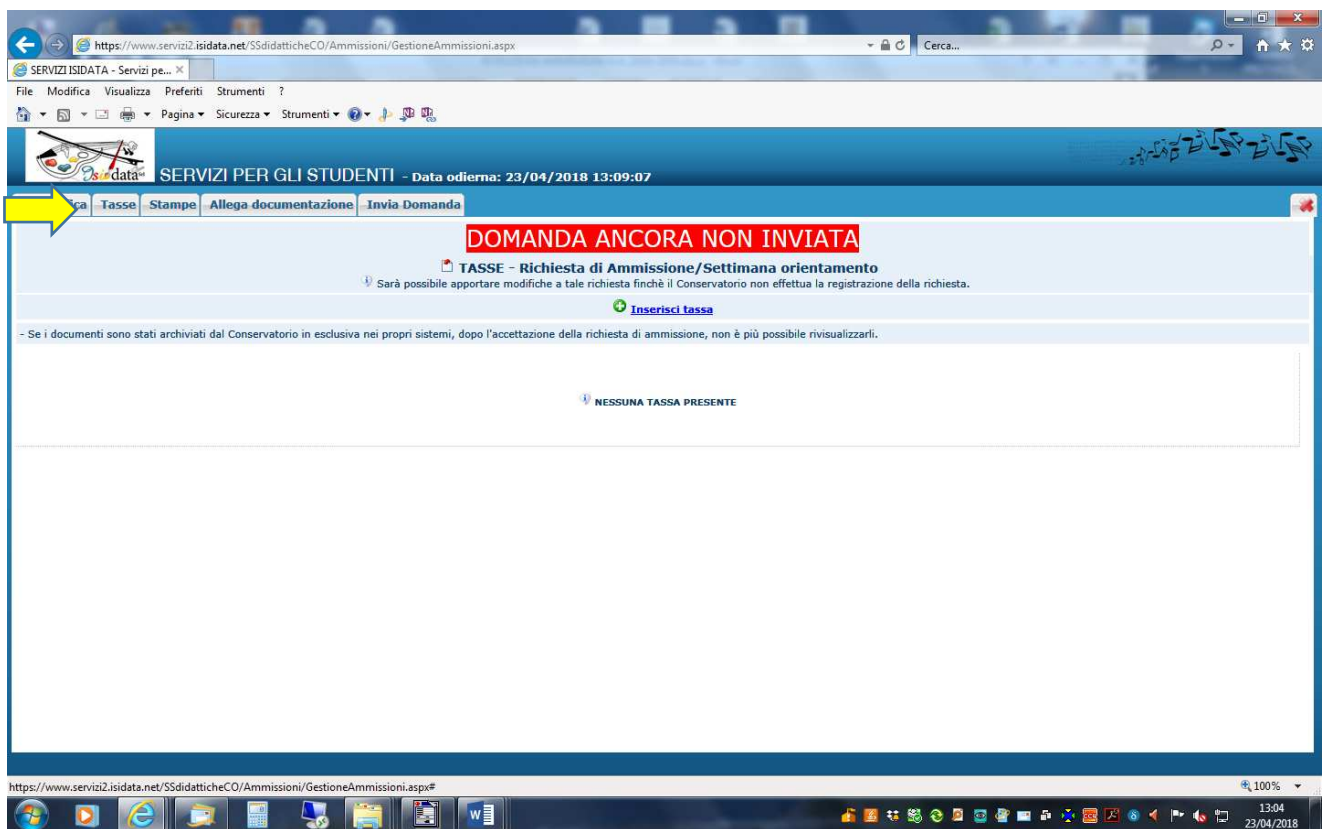 https://www.servizi2.isidata.net/SSdidatticheCO/Ammissioni/GestioneAmmissioni.aspx
Cerca...
SERVIZI ISIDATA - Servizi pe...
File Modifica Visualizza Preferiti Strumenti ?
Pagina Sicurezza Strumenti
Isidata SERVIZI PER GLI STUDENTI - Data odierna: 23/04/2018 13:09:07
Tasse Stampe Allega documentazione Invia Domanda
DOMANDA ANCORA NON INVIATA
TASSE - Richiesta di Ammissione/Settimana orientamento
Sarà possibile apportare modifiche a tale richiesta finchè il Conservatorio non effettua la registrazione della richiesta.
Inserisci tassa
- Se i documenti sono stati archiviati dal Conservatorio in esclusiva nei propri sistemi, dopo l'accettazione della richiesta di ammissione, non è più possibile rivisualizzarli.
NESSUNA TASSA PRESENTE
https://www.servizi2.isidata.net/SSdidatticheCO/Ammissioni/GestioneAmmissioni.aspx#
100%
13:04
23/04/2018